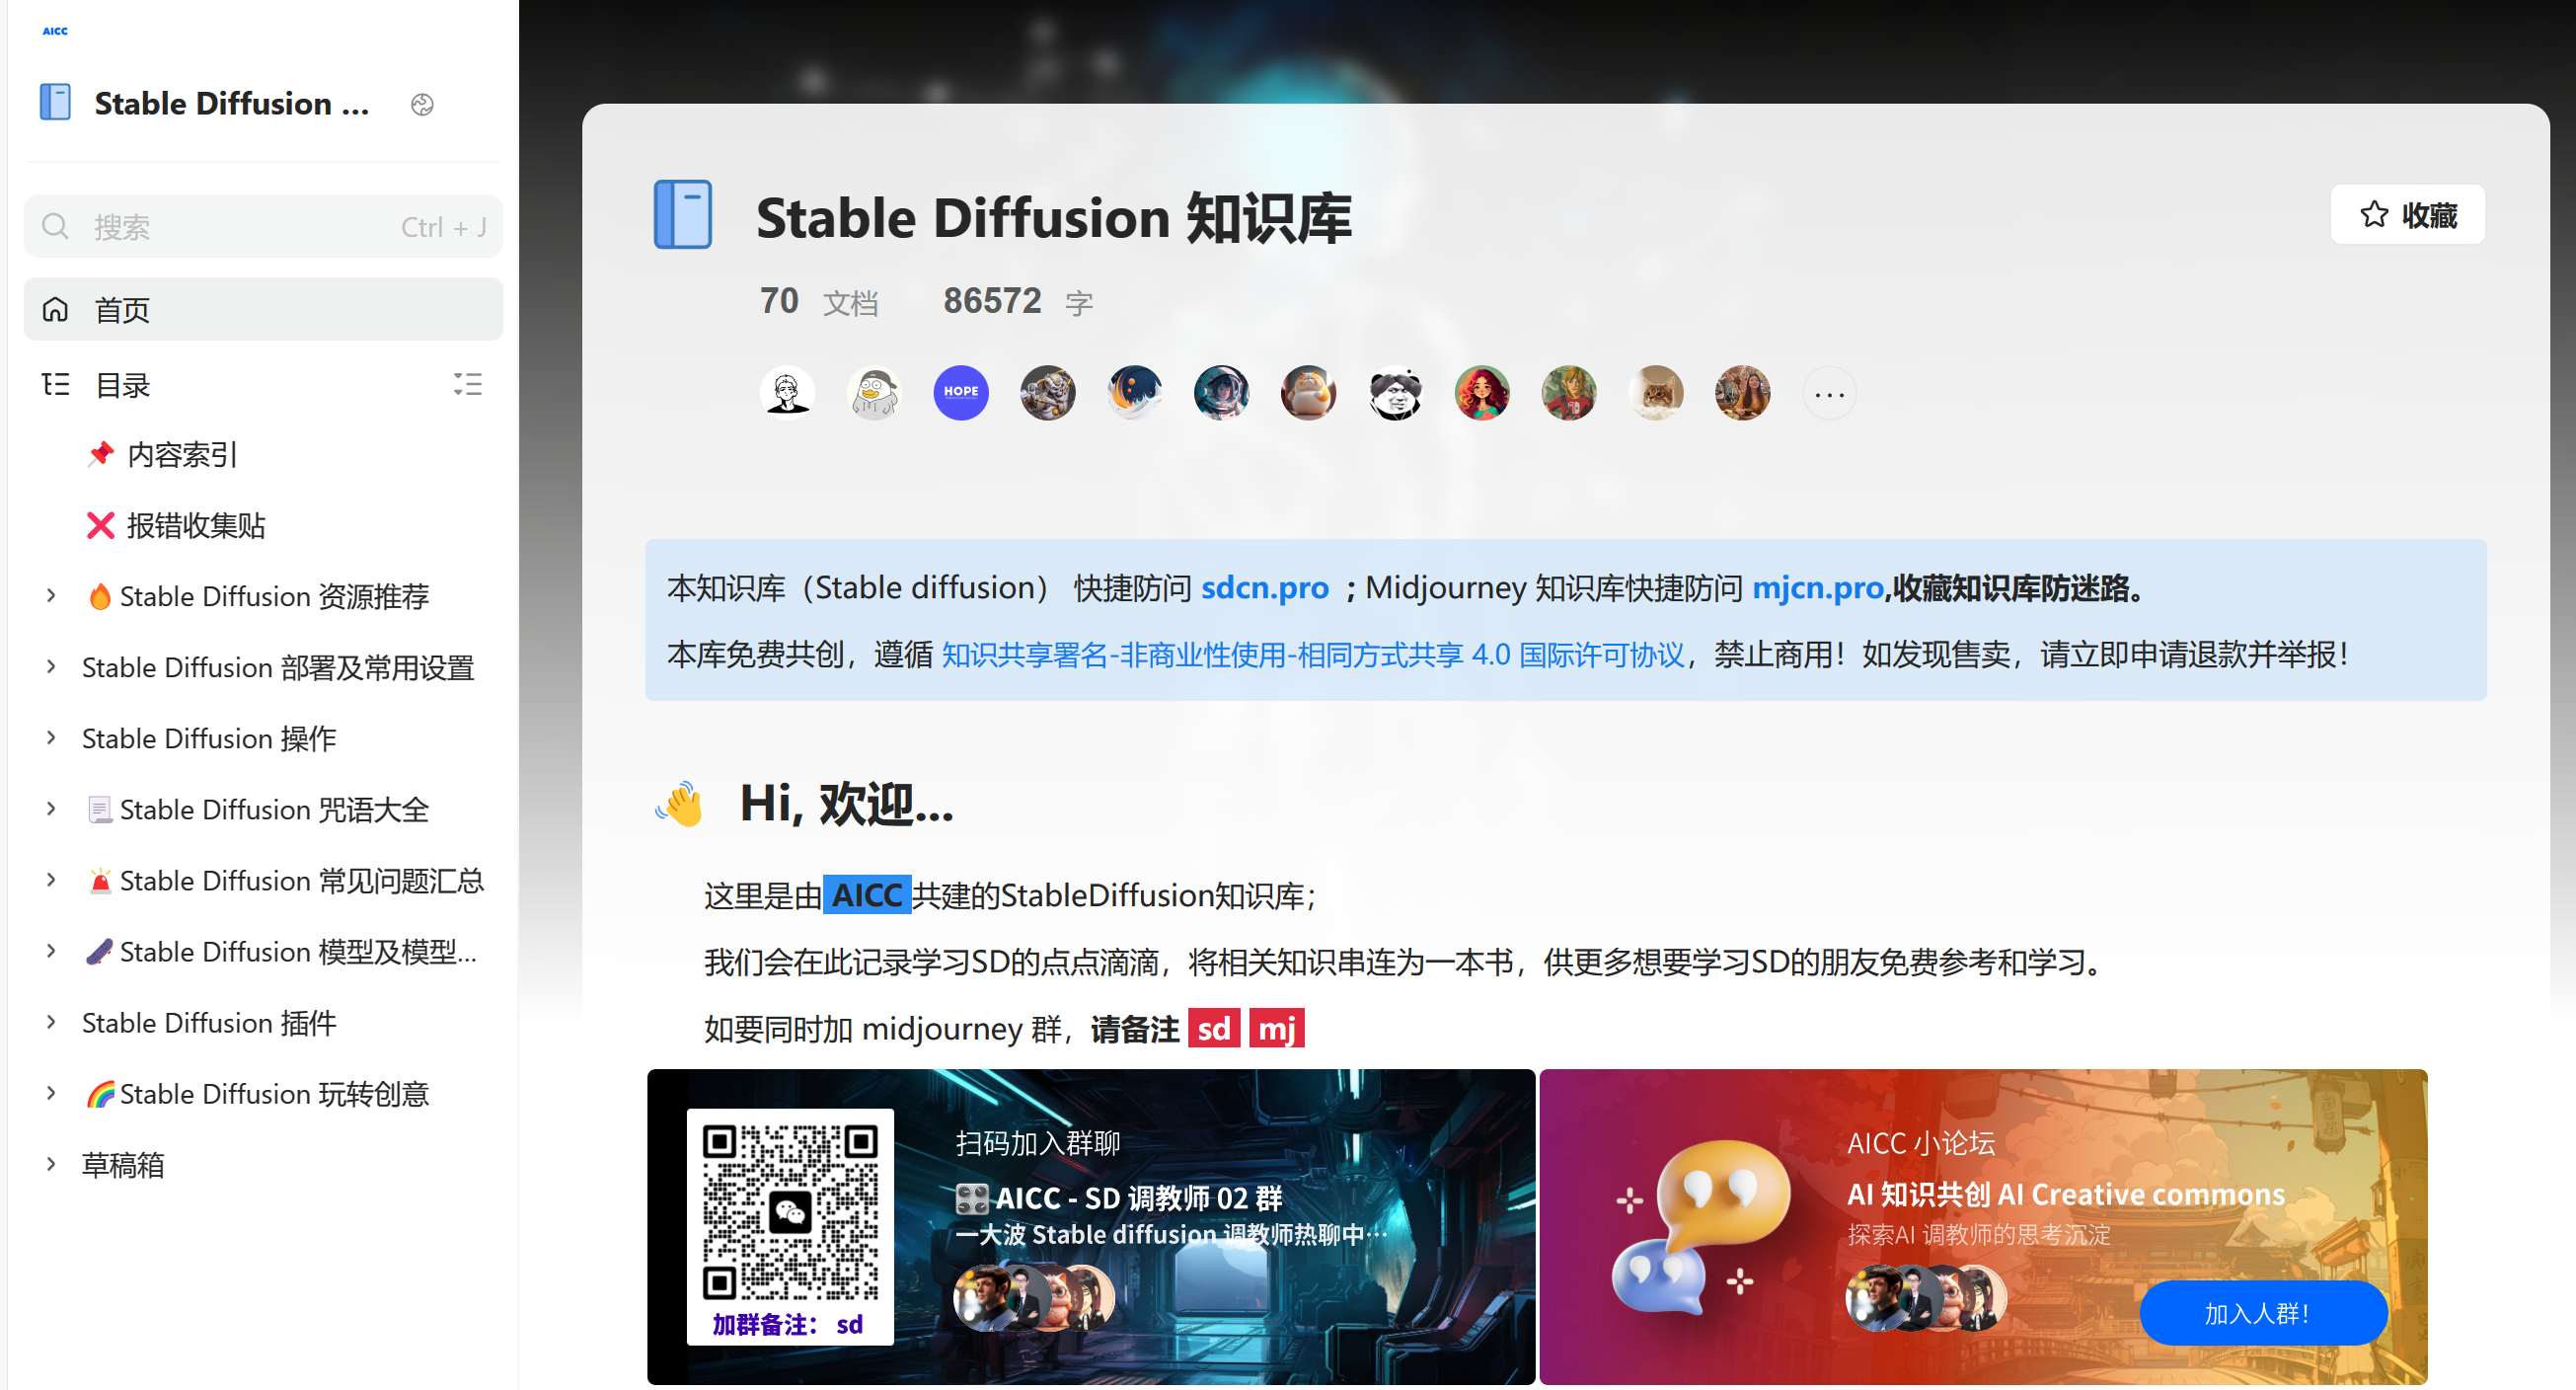 AICC
Stable Diffusion ...
搜索 Ctrl + J
首页
目录
内容索引
报错收集贴
Stable Diffusion 资源推荐
Stable Diffusion 部署及常用设置
Stable Diffusion 操作
Stable Diffusion 咒语大全
Stable Diffusion 常见问题汇总
Stable Diffusion 模型及模型...
Stable Diffusion 插件
Stable Diffusion 玩转创意
草稿箱
Stable Diffusion 知识库
收藏
70 文档 86572 字
HOPE
本知识库（Stable diffusion） 快捷防问 sdcn.pro ；Midjourney 知识库快捷防问 mjcn.pro,收藏知识库防迷路。
本库免费共创，遵循 知识共享署名-非商业性使用-相同方式共享 4.0 国际许可协议，禁止商用！如发现售卖，请立即申请退款并举报！
Hi, 欢迎...
这里是由 AICC 共建的StableDiffusion知识库；
我们会在此记录学习SD的点点滴滴，将相关知识串连为一本书，供更多想要学习SD的朋友免费参考和学习。
如要同时加 midjourney 群，请备注 sd mj
扫码加入群聊
AICC - SD 调教师 02 群
一大波 Stable diffusion 调教师热聊中…
加群备注： sd
AICC 小论坛
AI 知识共创 AI Creative commons
探索AI 调教师的思考沉淀
加入人群！